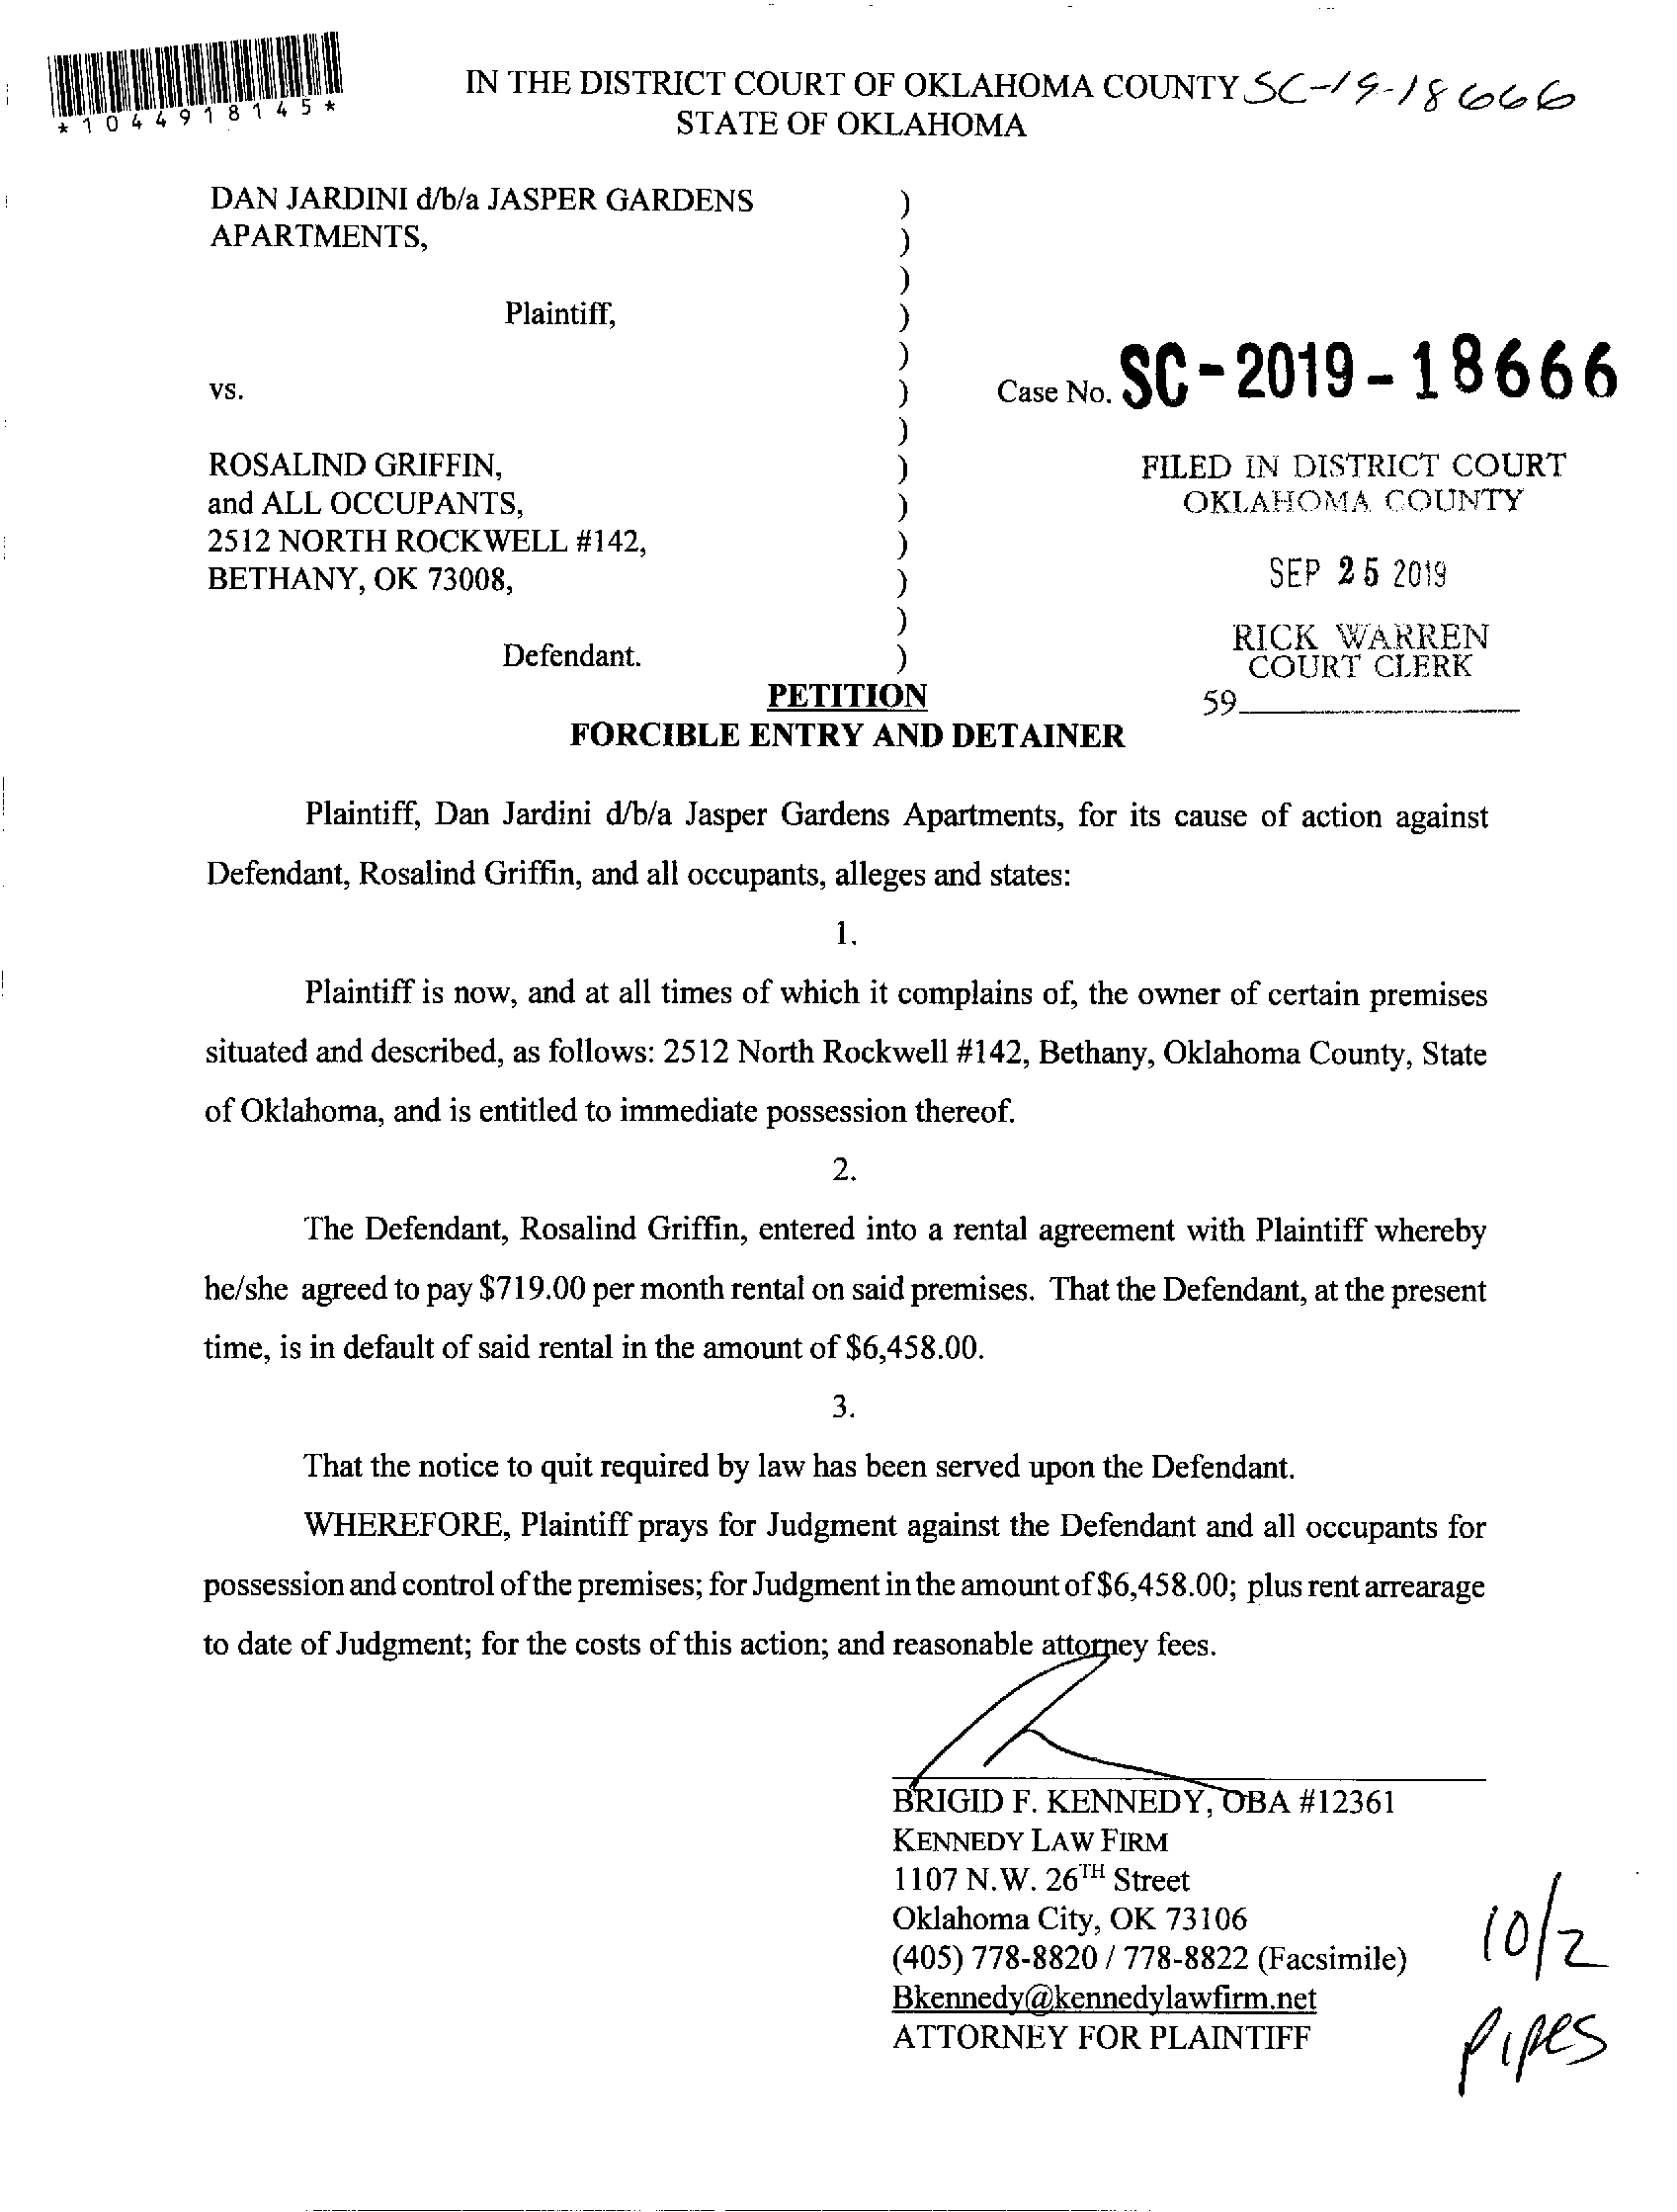 *1044918145*
IN THE DISTRICT COURT OF OKLAHOMA COUNTY SC-19-18666
STATE OF OKLAHOMA
DAN JARDINI d/b/a JASPER GARDENS )
APARTMENTS, )
)
Plaintiff, )
)
vs. ) Case No. SC-2019-18666
)
ROSALIND GRIFFIN, ) FILED IN DISTRICT COURT
and ALL OCCUPANTS, ) OKLAHOMA COUNTY
2512 NORTH ROCKWELL #142, )
BETHANY, OK 73008, ) SEP 25 2019
)
Defendant. ) RICK WARREN
COURT CLERK
PETITION
59
FORCIBLE ENTRY AND DETAINER
Plaintiff, Dan Jardini d/b/a Jasper Gardens Apartments, for its cause of action against
Defendant, Rosalind Griffin, and all occupants, alleges and states:
1.
Plaintiff is now, and at all times of which it complains of, the owner of certain premises
situated and described, as follows: 2512 North Rockwell #142, Bethany, Oklahoma County, State
of Oklahoma, and is entitled to immediate possession thereof.
2.
The Defendant, Rosalind Griffin, entered into a rental agreement with Plaintiff whereby
he/she agreed to pay $719.00 per month rental on said premises. That the Defendant, at the present
time, is in default of said rental in the amount of $6,458.00.
3.
That the notice to quit required by law has been served upon the Defendant.
WHEREFORE, Plaintiff prays for Judgment against the Defendant and all occupants for
possession and control of the premises; for Judgment in the amount of $6,458.00; plus rent arrearage
to date of Judgment; for the costs of this action; and reasonable attorney fees.
BRIGID F. KENNEDY, OBA #12361
KENNEDY LAW FIRM
1107 N.W. 26TH Street
Oklahoma City, OK 73106
(405) 778-8820 / 778-8822 (Facsimile)
Bkennedy@kennedylawfirm.net
ATTORNEY FOR PLAINTIFF
10/2
Pipes